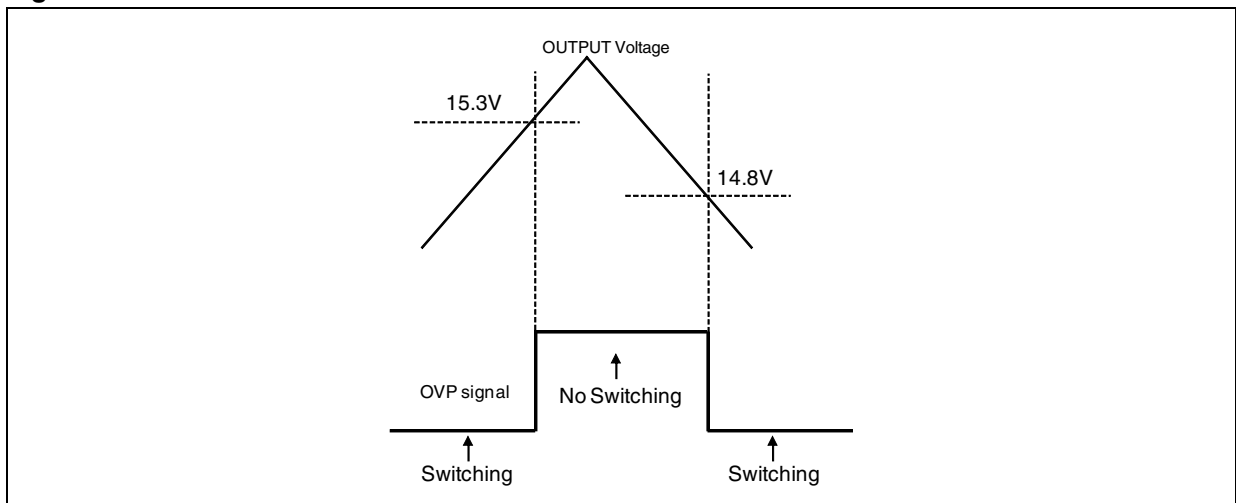 OUTPUT Voltage
15.3V
14.8V
OVP signal
No Switching
Switching
Switching